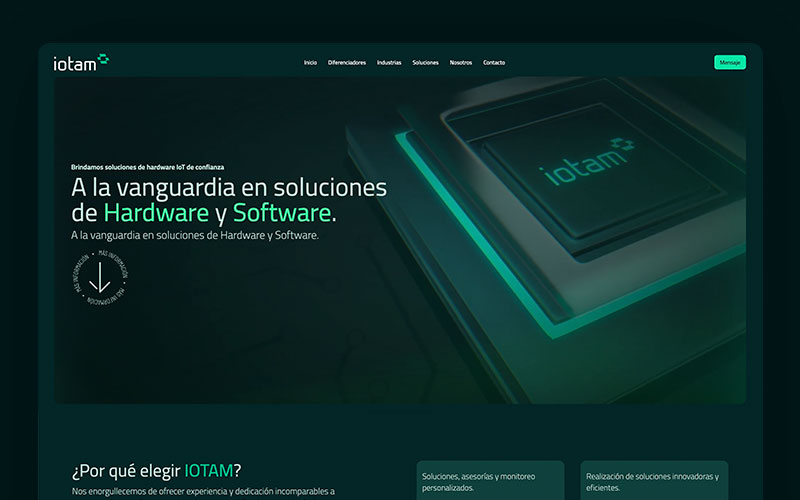 iotam
Inicio Diferenciadores Industrias Soluciones Nosotros Contacto
Mensaje
iotam
Brindamos soluciones de hardware IoT de confianza
A la vanguardia en soluciones
de Hardware y Software.
A la vanguardia en soluciones de Hardware y Software.
MÁS INFORMACIÓN • MÁS INFORMACIÓN • MÁS INFORMACIÓN •
¿Por qué elegir IOTAM?
Nos enorgullecemos de ofrecer experiencia y dedicación incomparables a
Soluciones, asesorías y monitoreo
personalizados.
Realización de soluciones innovadoras y
eficientes.